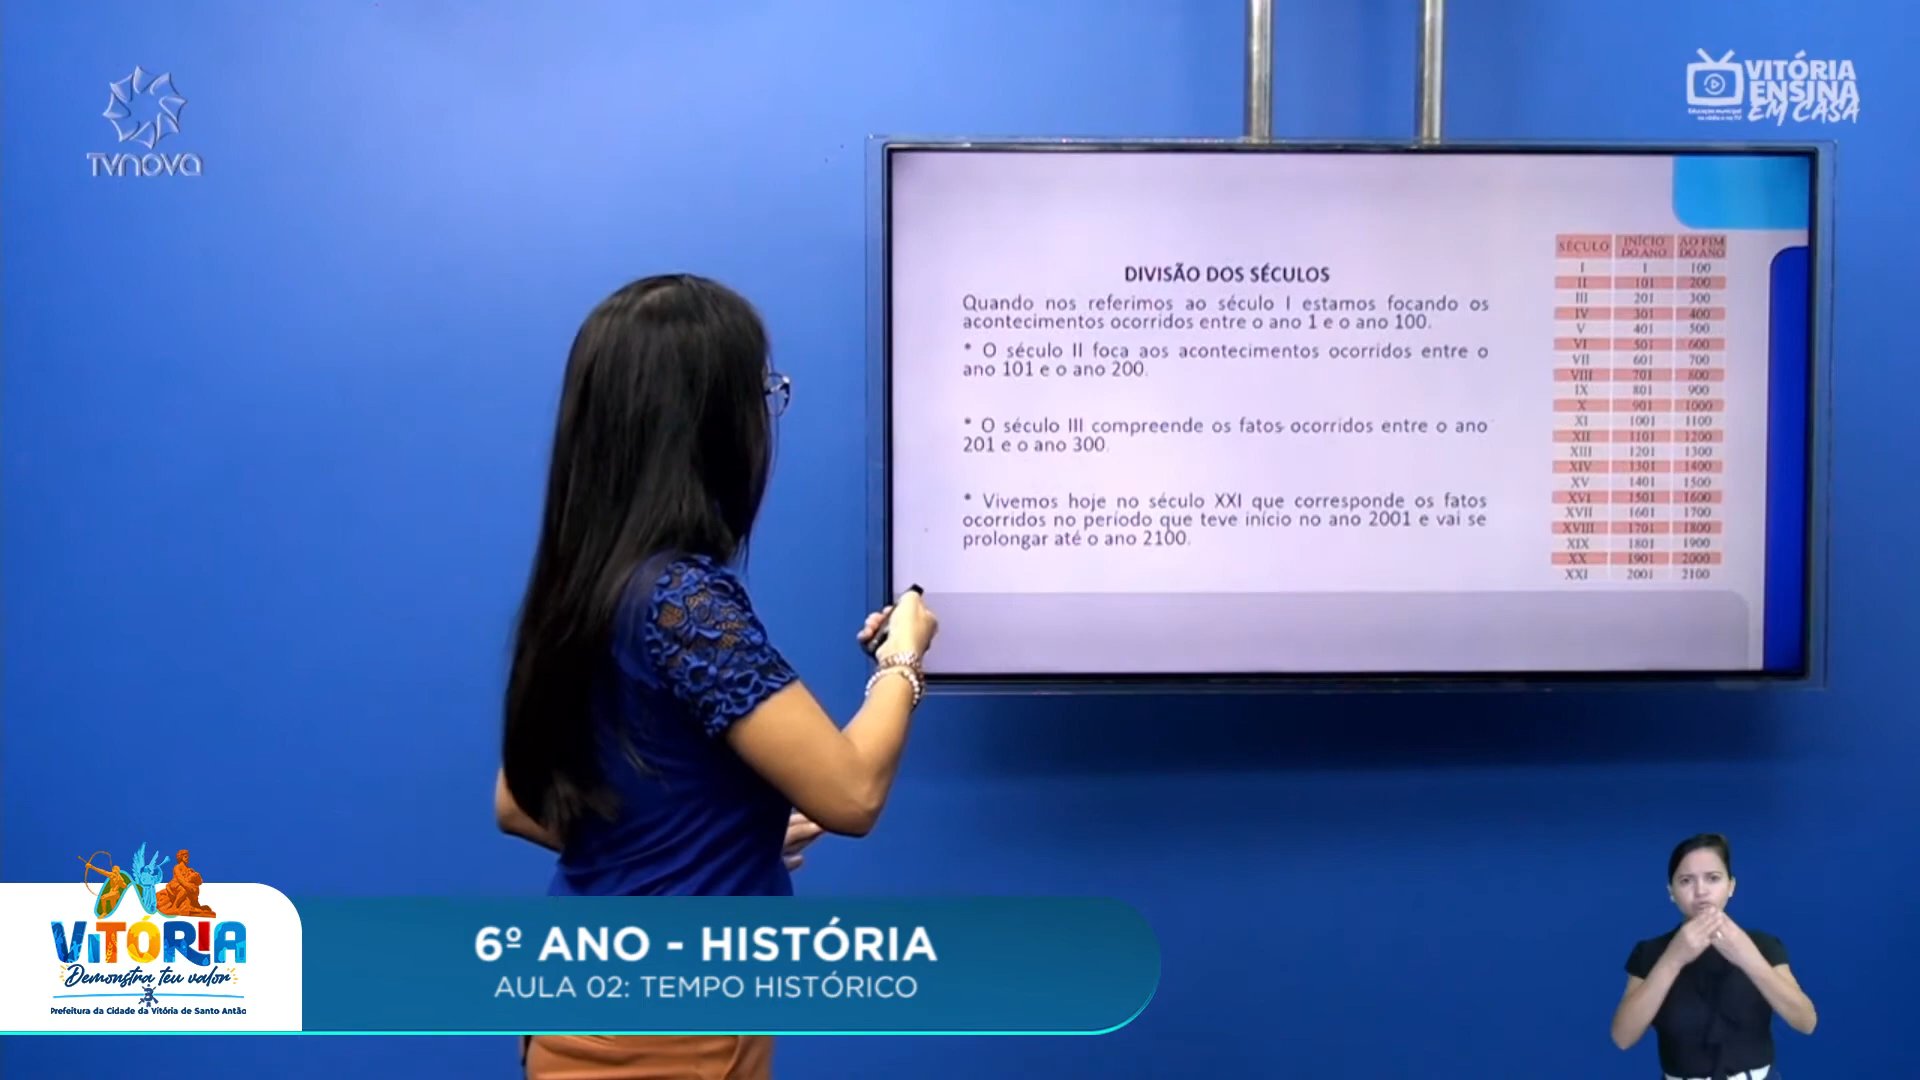 TVNOVA
VITÓRIA
ENSINA
EM CASA
DIVISÃO DOS SÉCULOS
Quando nos referimos ao século I estamos focando os
acontecimentos ocorridos entre o ano 1 e o ano 100.
* O século II foca aos acontecimentos ocorridos entre o
ano 101 e o ano 200.
* O século III compreende os fatos ocorridos entre o ano
201 e o ano 300.
* Vivemos hoje no século XXI que corresponde os fatos
ocorridos no período que teve início no ano 2001 e vai se
prolongar até o ano 2100.
SÉCULO INÍCIO DO ANO AO FIM DO ANO
I 1 100
II 101 200
III 201 300
IV 301 400
V 401 500
VI 501 600
VII 601 700
VIII 701 800
IX 801 900
X 901 1000
XI 1001 1100
XII 1101 1200
XIII 1201 1300
XIV 1301 1400
XV 1401 1500
XVI 1501 1600
XVII 1601 1700
XVIII 1701 1800
XIX 1801 1900
XX 1901 2000
XXI 2001 2100
VITÓRIA
Demonstra teu valor
Prefeitura da Cidade da Vitória de Santo Antão
6º ANO - HISTÓRIA
AULA 02: TEMPO HISTÓRICO